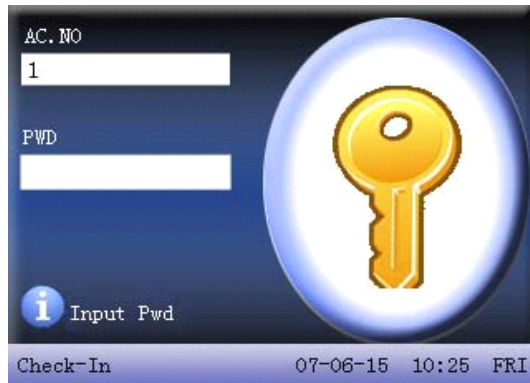 AC.NO
1
PWD
i Input Pwd
Check-In 07-06-15 10:25 FRI